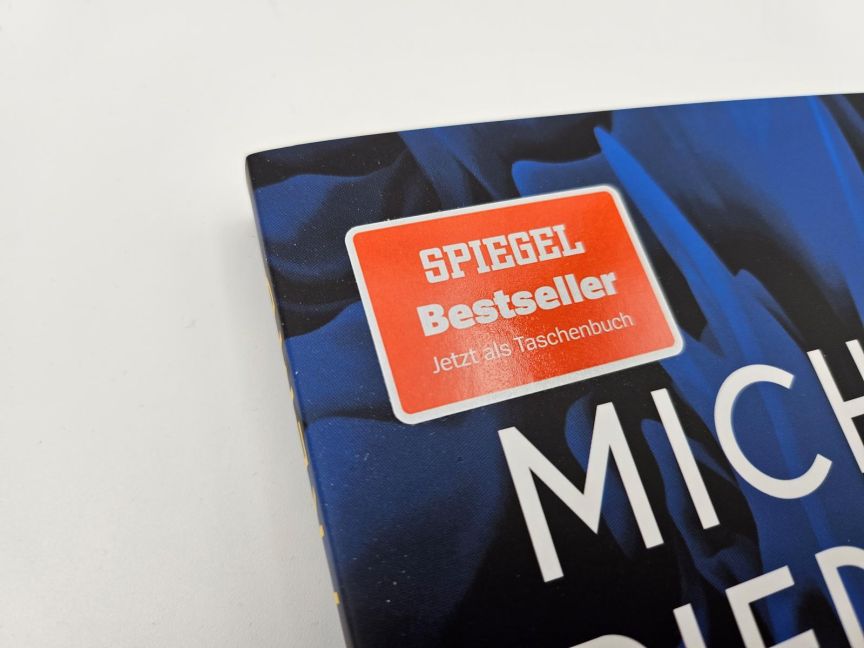 SPIEGEL
Bestseller
Jetzt als Taschenbuch
MICH